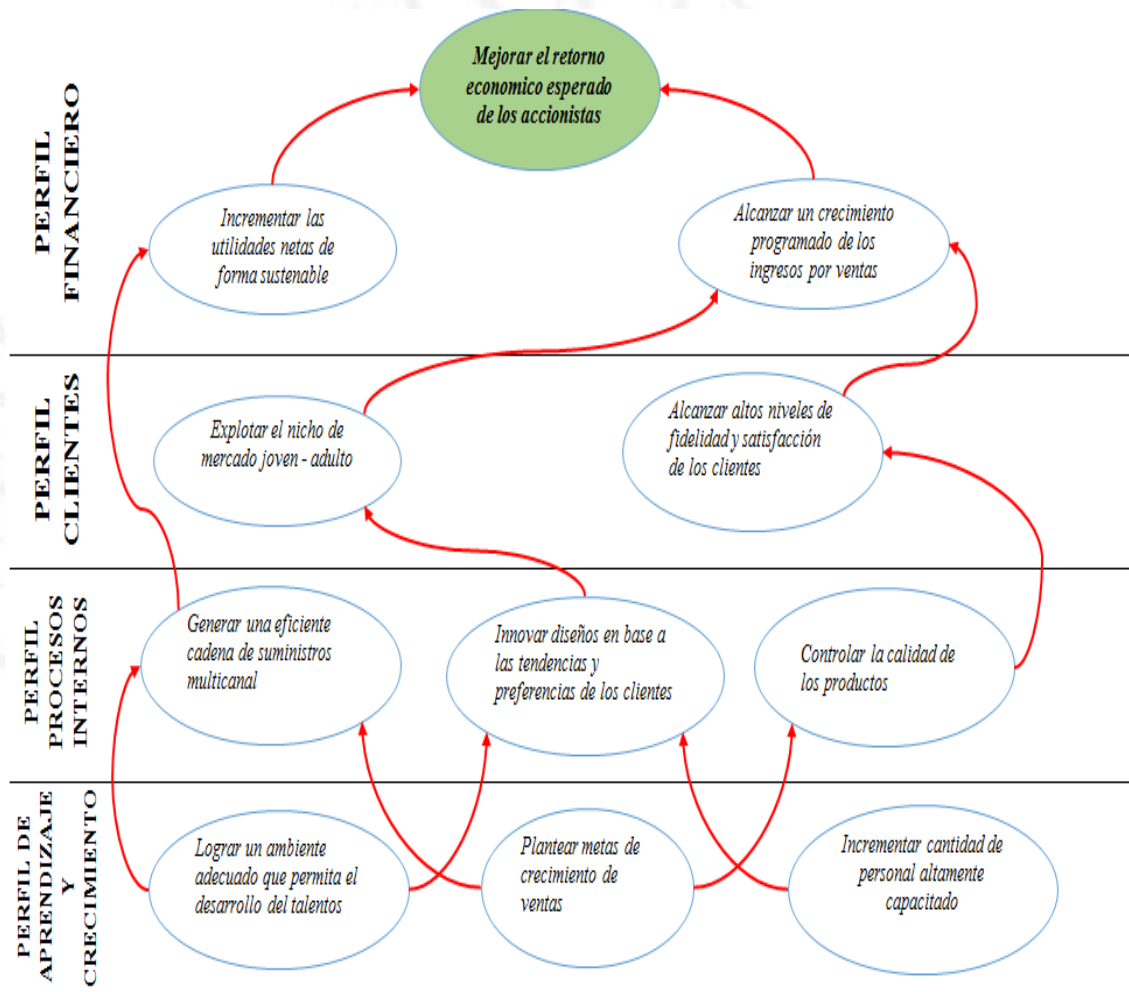 PERFIL
FINANCIERO
Mejorar el retorno
economico esperado
de los accionistas
Incrementar las
utilidades netas de
forma sustenable
Alcanzar un crecimiento
programado de los
ingresos por ventas
PERFIL
CLIENTES
Explotar el nicho de
mercado joven - adulto
Alcanzar altos niveles de
fidelidad y satisfacción
de los clientes
PERFIL
PROCESOS
INTERNOS
Generar una eficiente
cadena de suministros
multicanal
Innovar diseños en base a
las tendencias y
preferencias de los clientes
Controlar la calidad de
los productos
PERFIL DE
APRENDIZAJE
Y
CRECIMIENTO
Lograr un ambiente
adecuado que permita el
desarrollo del talentos
Plantear metas de
crecimiento de
ventas
Incrementar cantidad de
personal altamente
capacitado